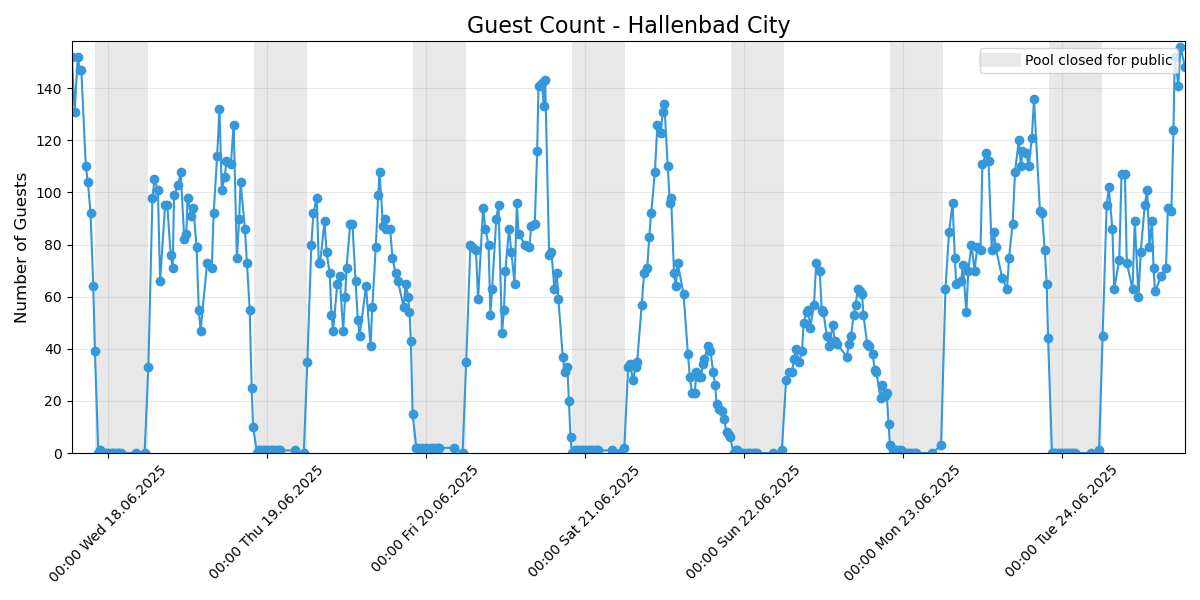 Guest Count - Hallenbad City
Pool closed for public
Number of Guests
140
120
100
80
60
40
20
0
00:00 Wed 18.06.2025
00:00 Thu 19.06.2025
00:00 Fri 20.06.2025
00:00 Sat 21.06.2025
00:00 Sun 22.06.2025
00:00 Mon 23.06.2025
00:00 Tue 24.06.2025